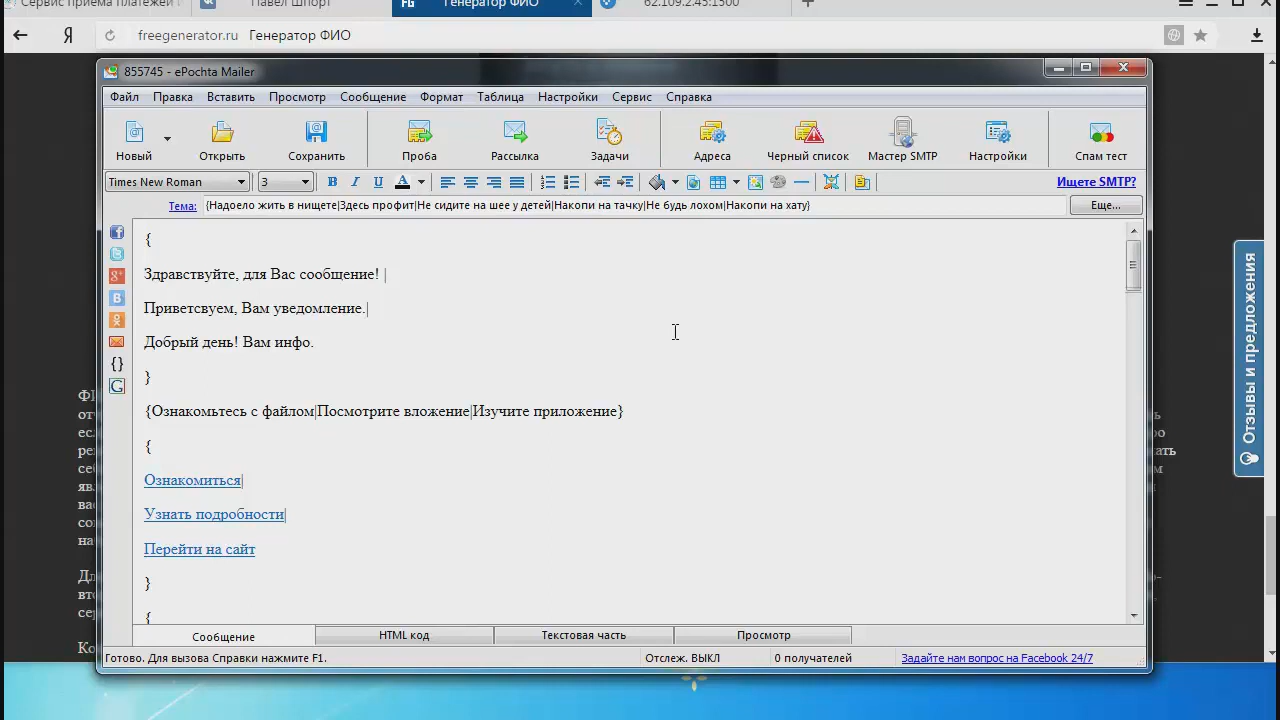 Сервис приема платежей
Павел Шпорт
Генератор ФИО
62.109.2.45:1500
freegenerator.ru Генератор ФИО
855745 - ePochta Mailer
Файл Правка Вставить Просмотр Сообщение Формат Таблица Настройки Сервис Справка
Новый Открыть Сохранить Проба Рассылка Задачи Адреса Черный список Мастер SMTP Настройки Спам тест
Times New Roman 3 Ищете SMTP?
Тема: {Надоело жить в нищете|Здесь профит|Не сидите на шее у детей|Накопи на тачку|Не будь лохом|Накопи на хату} Еще...
{
Здравствуйте, для Вас сообщение! |
Приветсвуем, Вам уведомление.|
Добрый день! Вам инфо.
}
{Ознакомьтесь с файлом|Посмотрите вложение|Изучите приложение}
{
Ознакомиться|
Узнать подробности|
Перейти на сайт
}
{
Сообщение HTML код Текстовая часть Просмотр
Готово. Для вызова Справки нажмите F1. Отслеж. ВЫКЛ 0 получателей Задайте нам вопрос на Facebook 24/7
Отзывы и предложения